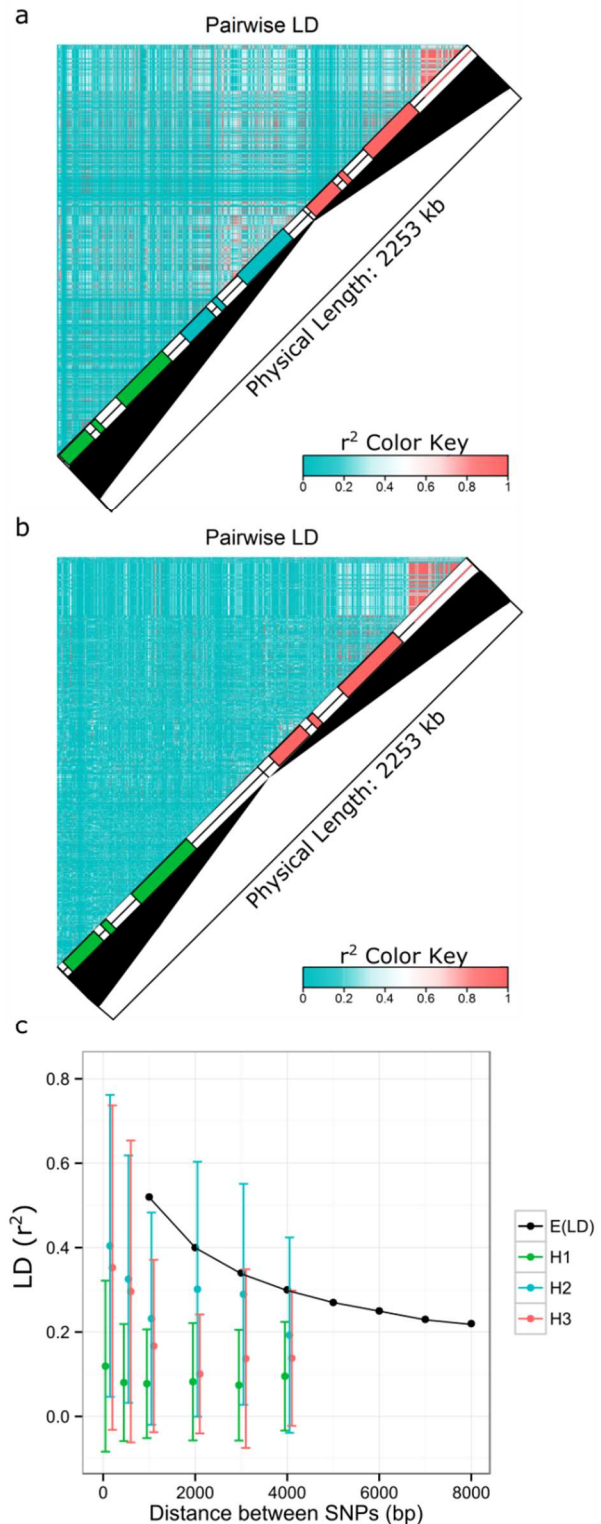 a
Pairwise LD
Physical Length: 2253 kb
r² Color Key
0 0.2 0.4 0.6 0.8 1
b
Pairwise LD
Physical Length: 2253 kb
r² Color Key
0 0.2 0.4 0.6 0.8 1
c
LD (r²)
0.8
0.6
0.4
0.2
0.0
0 2000 4000 6000 8000
Distance between SNPs (bp)
E(LD)
H1
H2
H3